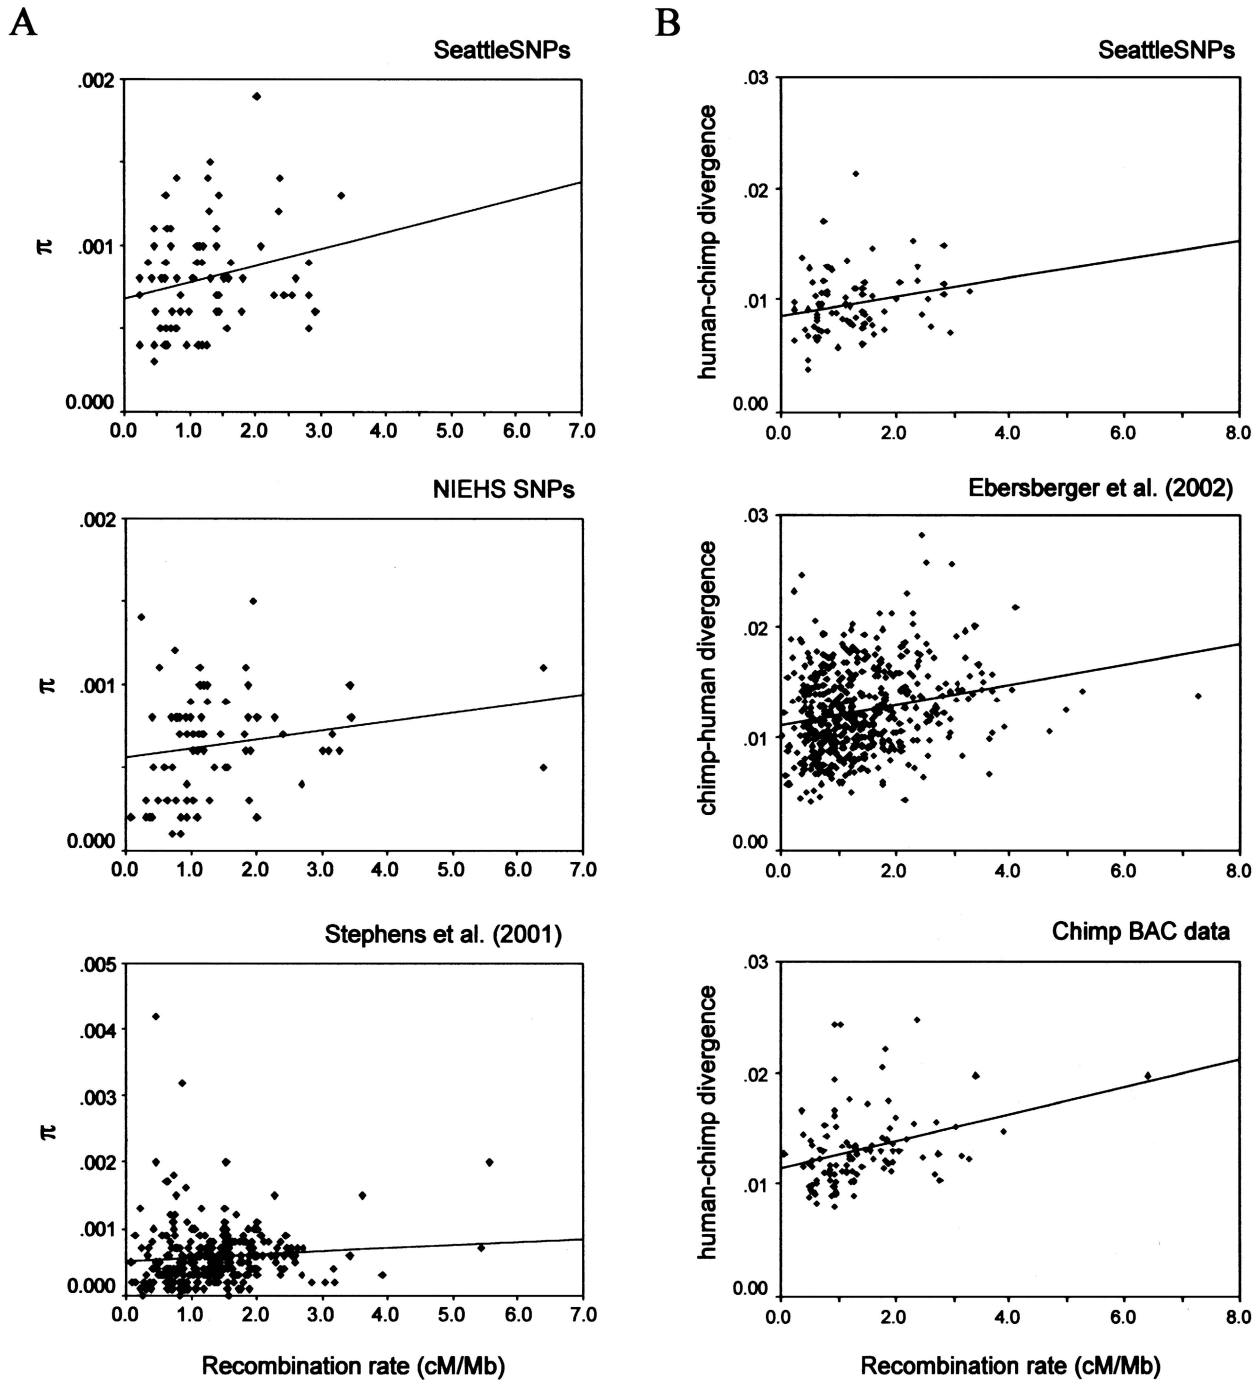 A
SeattleSNPs
π
.002
.001
0.000
0.0 1.0 2.0 3.0 4.0 5.0 6.0 7.0
NIEHS SNPs
π
.002
.001
0.000
0.0 1.0 2.0 3.0 4.0 5.0 6.0 7.0
Stephens et al. (2001)
π
.005
.004
.003
.002
.001
0.000
0.0 1.0 2.0 3.0 4.0 5.0 6.0 7.0
Recombination rate (cM/Mb)
B
SeattleSNPs
human-chimp divergence
.03
.02
.01
0.00
0.0 2.0 4.0 6.0 8.0
Ebersberger et al. (2002)
chimp-human divergence
.03
.02
.01
0.00
0.0 2.0 4.0 6.0 8.0
Chimp BAC data
human-chimp divergence
.03
.02
.01
0.00
0.0 2.0 4.0 6.0 8.0
Recombination rate (cM/Mb)